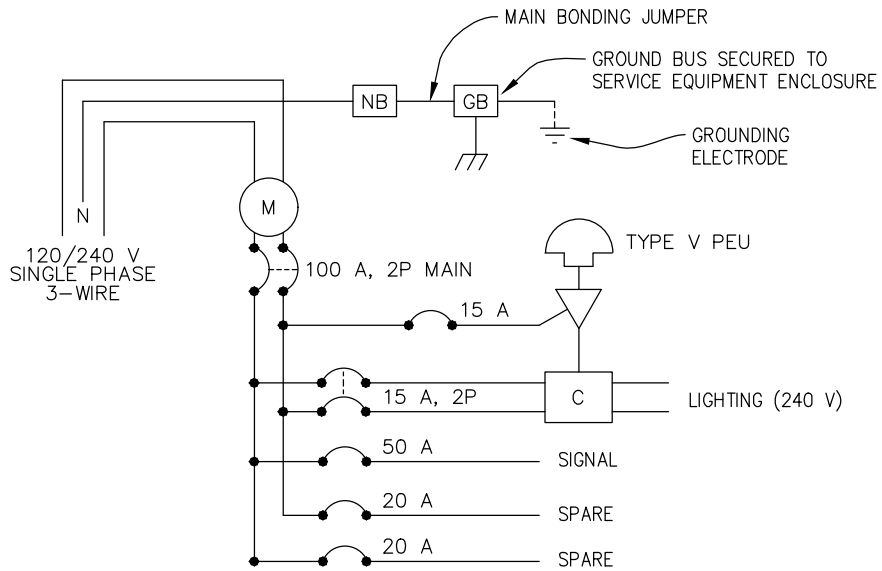 MAIN BONDING JUMPER
GROUND BUS SECURED TO
SERVICE EQUIPMENT ENCLOSURE
NB
GB
GROUNDING
ELECTRODE
M
N
120/240 V
SINGLE PHASE
3-WIRE
100 A, 2P MAIN
TYPE V PEU
15 A
15 A, 2P
C
LIGHTING (240 V)
50 A
SIGNAL
20 A
SPARE
20 A
SPARE